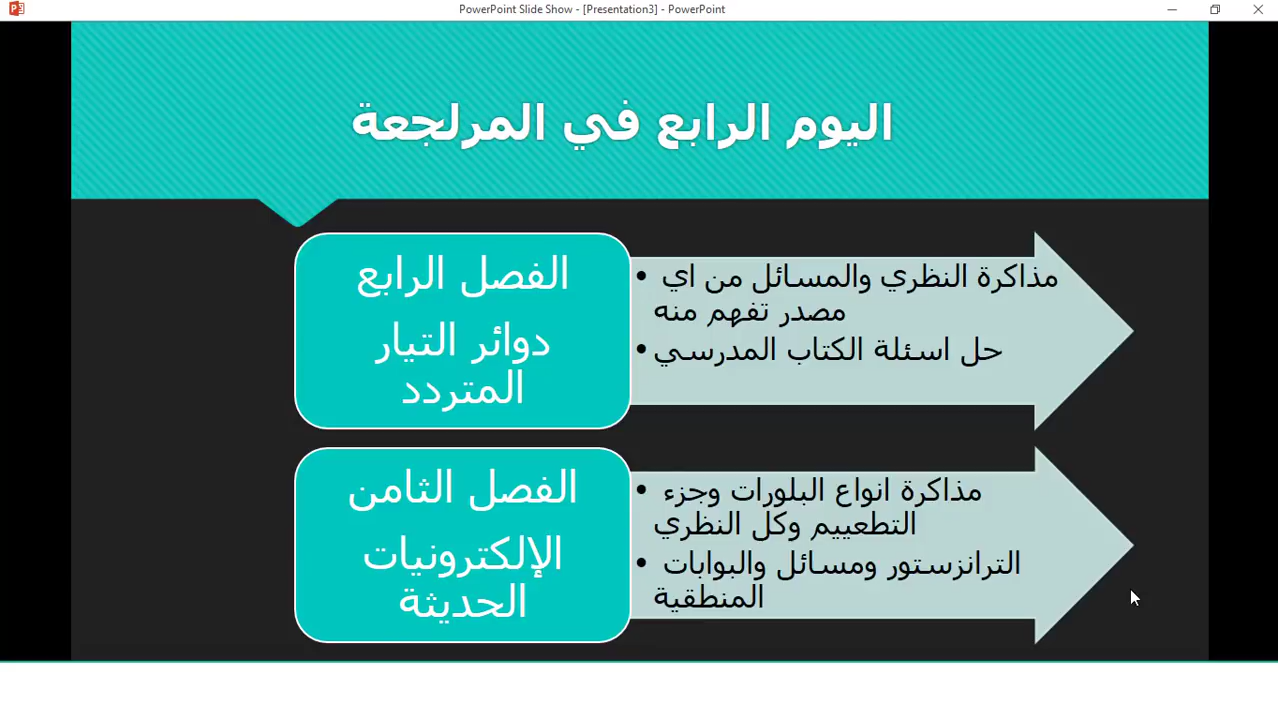 PowerPoint Slide Show - [Presentation3] - PowerPoint
اليوم الرابع في المرلجعة
الفصل الرابع
دوائر التيار
المتردد
• مذاكرة النظري والمسائل من اي
مصدر تفهم منه
• حل اسئلة الكتاب المدرسي
الفصل الثامن
الإلكترونيات
الحديثة
• مذاكرة انواع البلورات وجزء
التطعييم وكل النظري
• الترانزستور ومسائل والبوابات
المنطقية